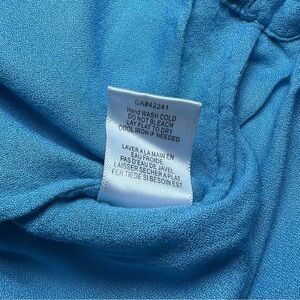 CA#42241
Hand WASH COLD
DO NOT BLEACH
LAY FLAT TO DRY
COOL IRON IF NEEDED
LAVER A LA MAIN EN
EAU FROIDE
PAS D'EAU DE JAVEL
LAISSER SECHER A PLAT
FER TIEDE SI BESOIN EST